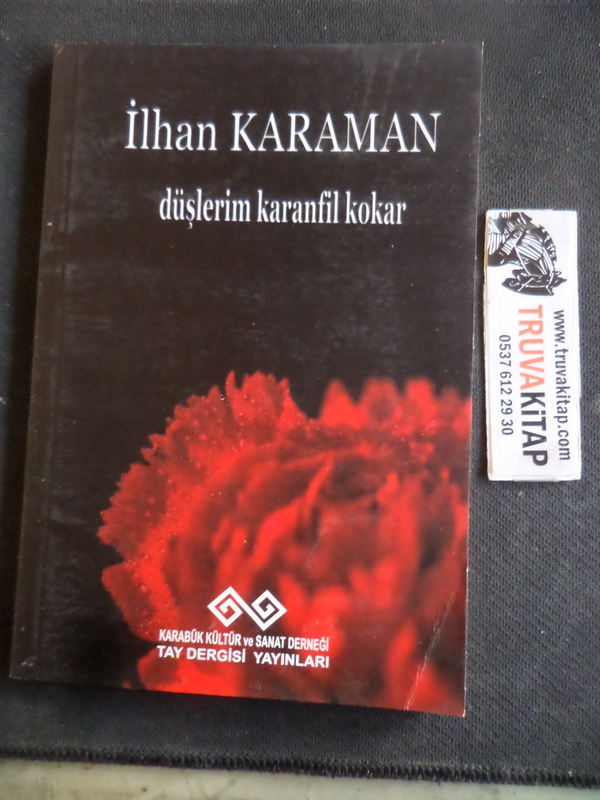 İlhan KARAMAN
düşlerim karanfil kokar
KARABÜK KÜLTÜR ve SANAT DERNEĞİ
TAY DERGİSİ YAYINLARI
www.truvakitap.com
TRUVAKİTAP
0537 612 29 30